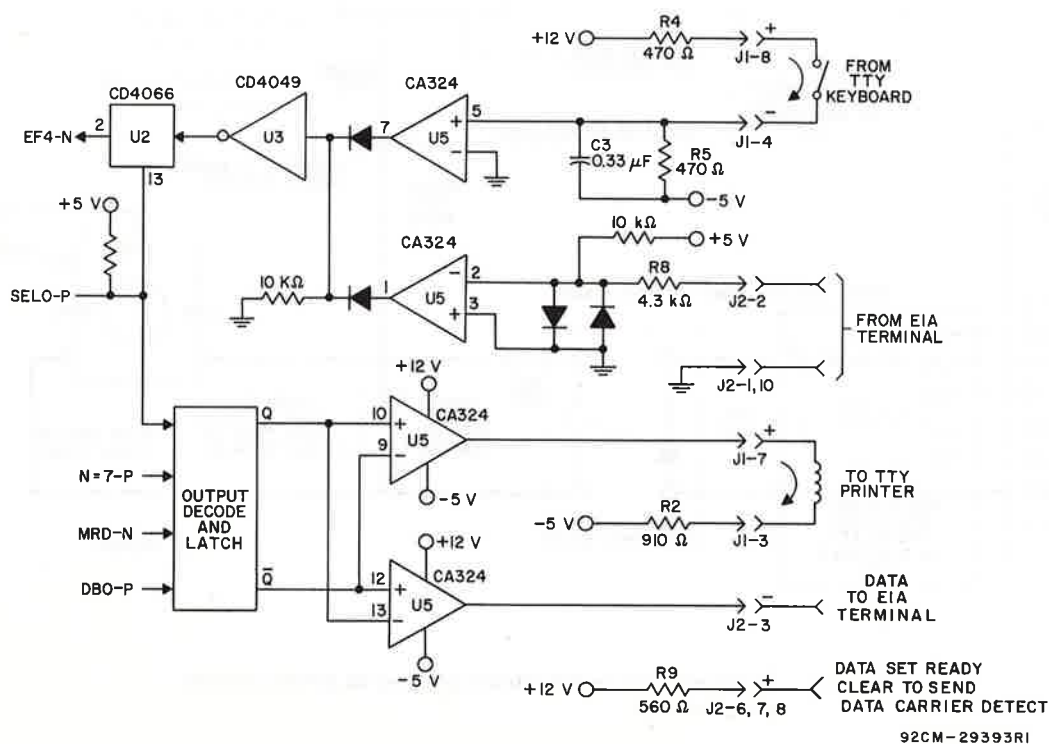 R4
+12 V
470 Ω
+
J1-8
FROM
TTY
KEYBOARD
CD4066
CD4049
CA324
EF4-N
2
U2
U3
7
U5
5
+
-
-
J1-4
C3
0.33 μF
R5
470 Ω
-5 V
13
+5 V
10 kΩ
+5 V
CA324
SELO-P
10 KΩ
1
U5
-
2
3
+
R8
4.3 kΩ
J2-2
FROM EIA
TERMINAL
J2-1,10
+12 V
CA324
Q
10
+
9
-
U5
-5 V
+
J1-7
TO TTY
PRINTER
N=7-P
MRD-N
DBO-P
OUTPUT
DECODE
AND
LATCH
-5 V
R2
910 Ω
-
J1-3
+12 V
CA324
Q̅
12
+
13
-
U5
-5 V
-
J2-3
DATA
TO EIA
TERMINAL
+12 V
R9
560 Ω
+
J2-6, 7, 8
DATA SET READY
CLEAR TO SEND
DATA CARRIER DETECT
92CM-29393R1